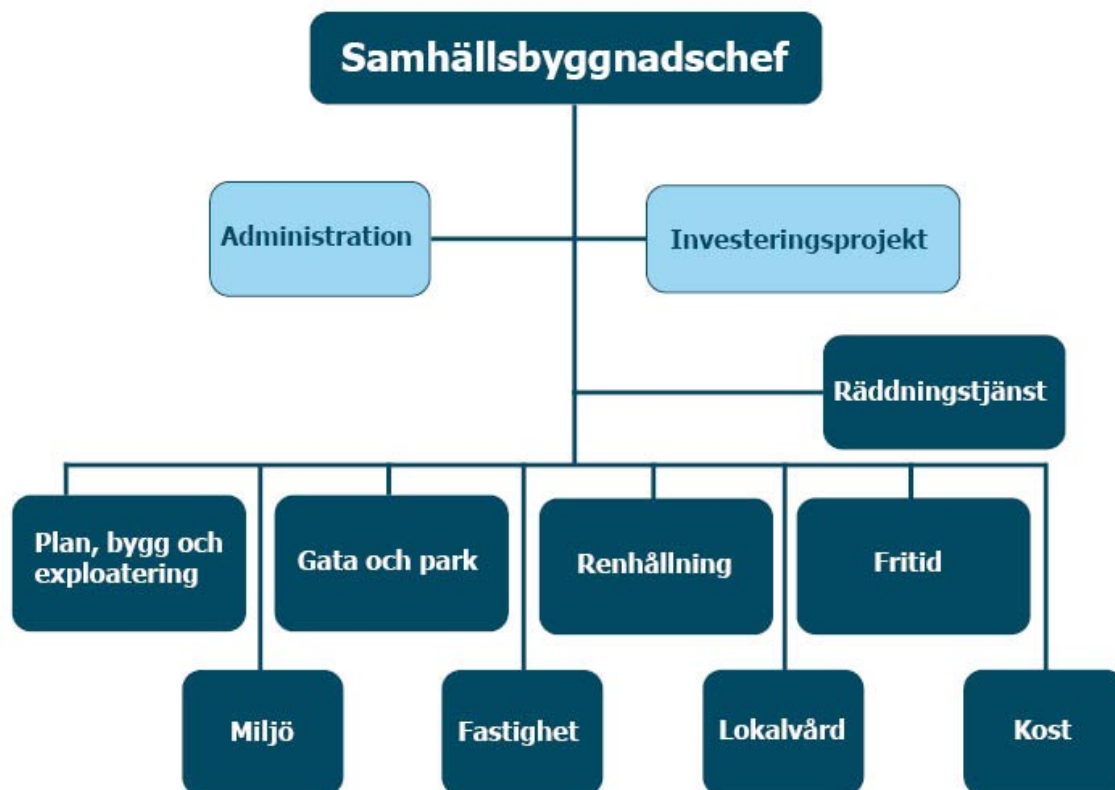 Samhällsbyggnadschef
Administration
Investeringsprojekt
Räddningstjänst
Plan, bygg och
exploatering
Gata och park
Renhållning
Fritid
Miljö
Fastighet
Lokalvård
Kost